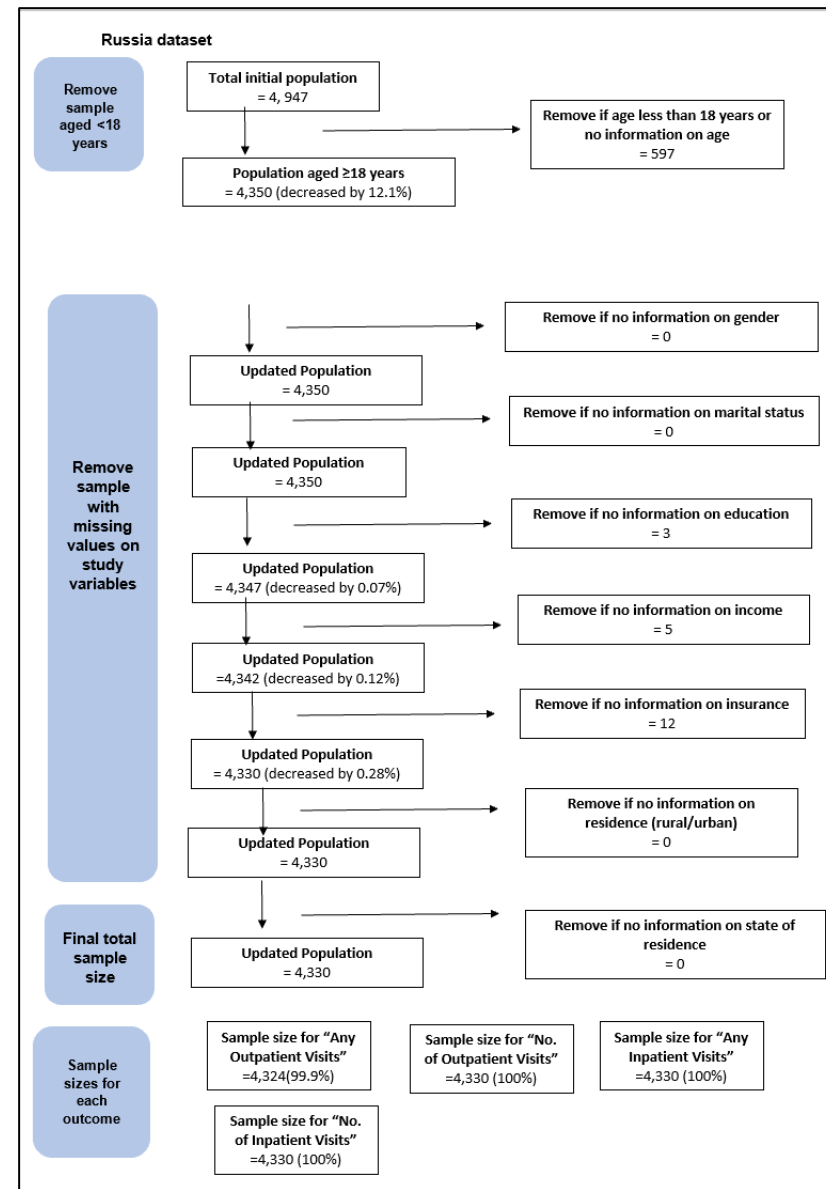 Russia dataset
Remove
sample
aged <18
years
Total initial population
= 4, 947
Remove if age less than 18 years or
no information on age
= 597
Population aged ≥18 years
= 4,350 (decreased by 12.1%)
Remove
sample
with
missing
values on
study
variables
Remove if no information on gender
= 0
Updated Population
= 4,350
Remove if no information on marital status
= 0
Updated Population
= 4,350
Remove if no information on education
= 3
Updated Population
= 4,347 (decreased by 0.07%)
Remove if no information on income
= 5
Updated Population
=4,342 (decreased by 0.12%)
Remove if no information on insurance
= 12
Updated Population
= 4,330 (decreased by 0.28%)
Remove if no information on
residence (rural/urban)
= 0
Updated Population
= 4,330
Final total
sample
size
Remove if no information on state of
residence
= 0
Updated Population
= 4,330
Sample
sizes for
each
outcome
Sample size for “Any
Outpatient Visits”
=4,324(99.9%)
Sample size for “No.
of Outpatient Visits”
=4,330 (100%)
Sample size for “Any
Inpatient Visits”
=4,330 (100%)
Sample size for “No.
of Inpatient Visits”
=4,330 (100%)